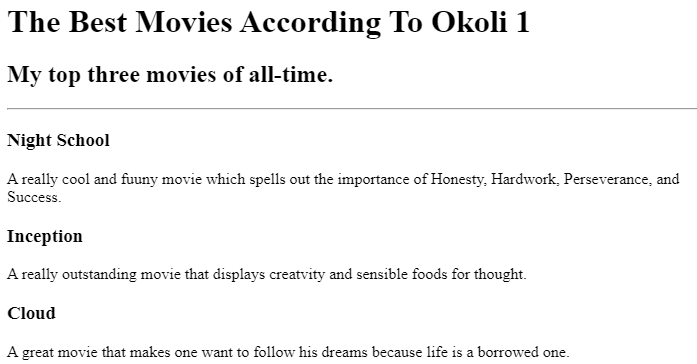 The Best Movies According To Okoli 1
My top three movies of all-time.
Night School
A really cool and fuuny movie which spells out the importance of Honesty, Hardwork, Perseverance, and
Success.
Inception
A really outstanding movie that displays creatvity and sensible foods for thought.
Cloud
A great movie that makes one want to follow his dreams because life is a borrowed one.